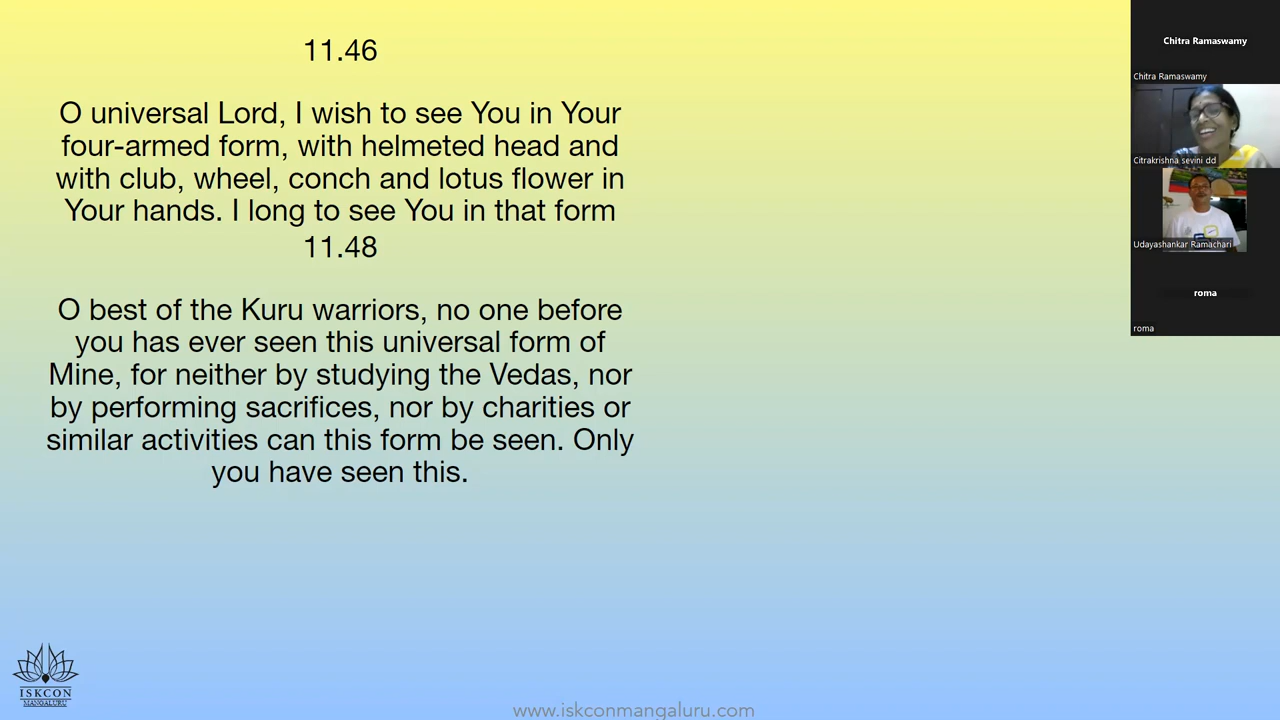 11.46
O universal Lord, I wish to see You in Your
four-armed form, with helmeted head and
with club, wheel, conch and lotus flower in
Your hands. I long to see You in that form
11.48
O best of the Kuru warriors, no one before
you has ever seen this universal form of
Mine, for neither by studying the Vedas, nor
by performing sacrifices, nor by charities or
similar activities can this form be seen. Only
you have seen this.
ISKCON
MANGALURU
www.iskconmangaluru.com
Chitra Ramaswamy
Chitra Ramaswamy
Citrakrishna sevini dd
Udayashankar Ramachari
roma
roma